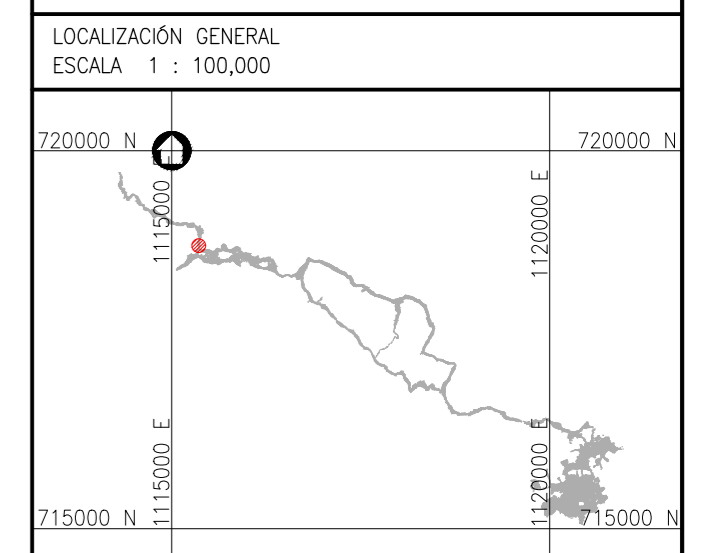 LOCALIZACIÓN GENERAL
ESCALA 1 : 100,000
720000 N
720000 N
1115000 E
1120000 E
1115000 E
1120000 E
715000 N
715000 N